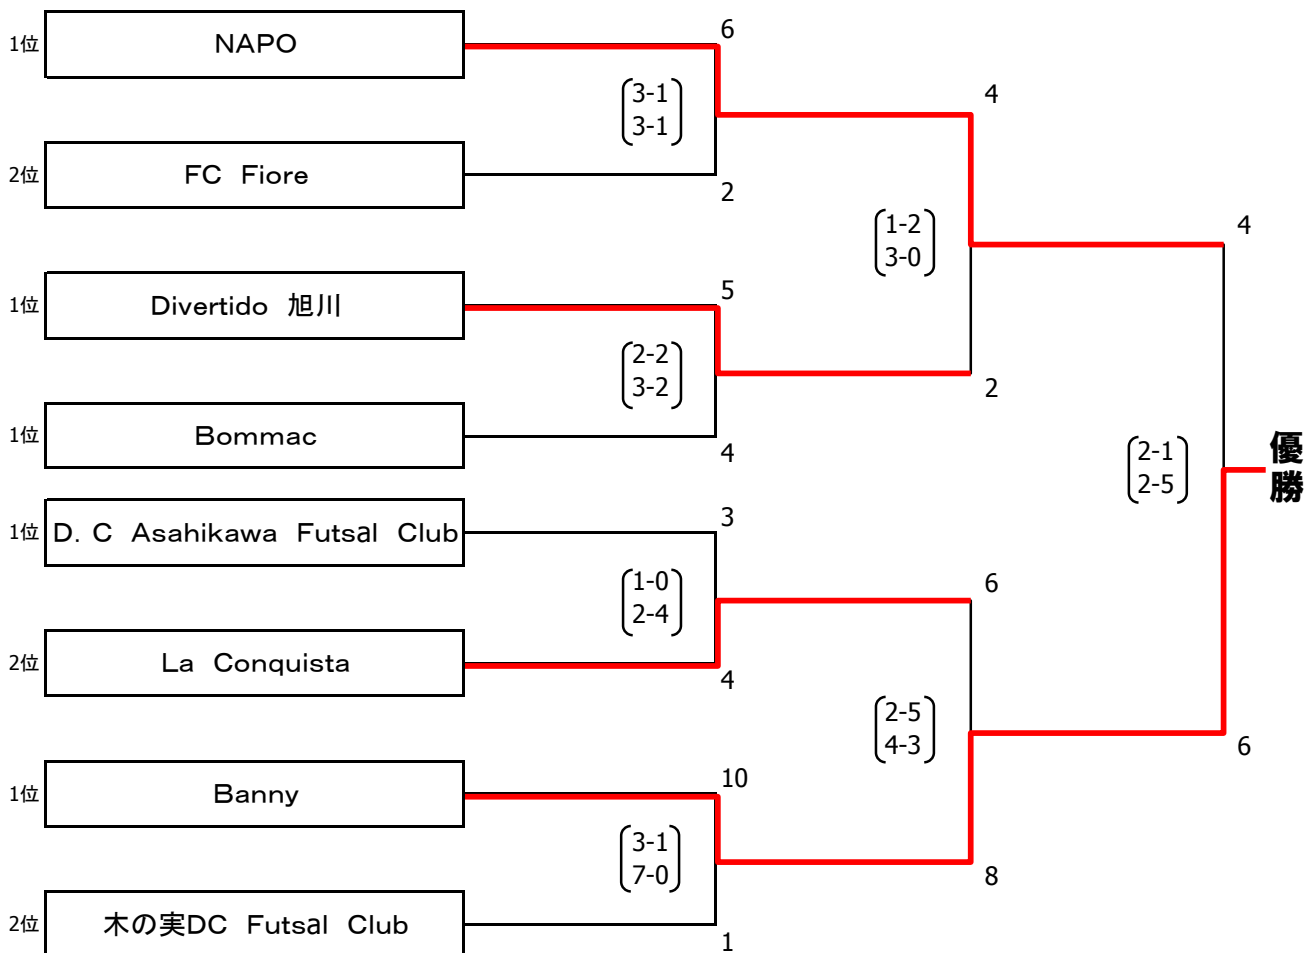 1位 NAPO 6
3-1
3-1
4
2位 FC Fiore 2
1-2
3-0
4
1位 Divertido 旭川 5
2-2
3-2
2
1位 Bommac 4
2-1
2-5
優勝
1位 D. C Asahikawa Futsal Club 3
1-0
2-4
6
2位 La Conquista 4
2-5
4-3
6
1位 Banny 10
3-1
7-0
8
2位 木の実DC Futsal Club 1